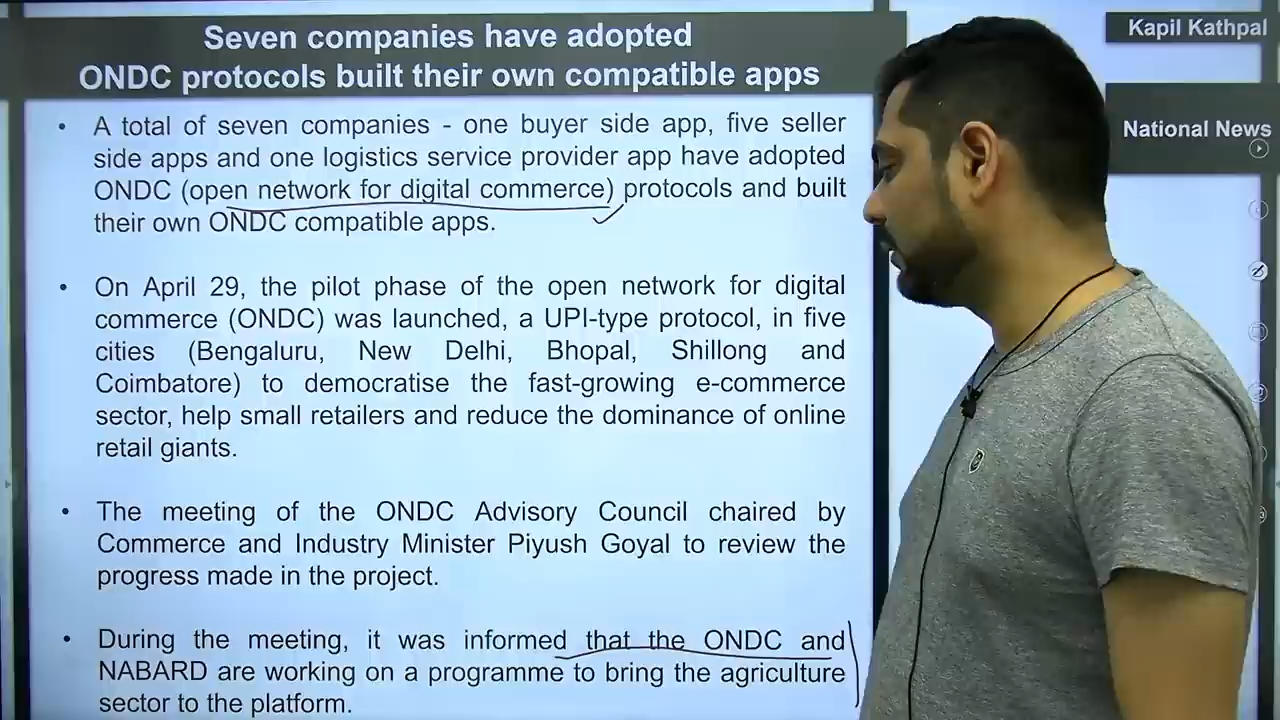 Seven companies have adopted
ONDC protocols built their own compatible apps
Kapil Kathpal
National News
• A total of seven companies - one buyer side app, five seller
side apps and one logistics service provider app have adopted
ONDC (open network for digital commerce) protocols and built
their own ONDC compatible apps.
• On April 29, the pilot phase of the open network for digital
commerce (ONDC) was launched, a UPI-type protocol, in five
cities (Bengaluru, New Delhi, Bhopal, Shillong and
Coimbatore) to democratise the fast-growing e-commerce
sector, help small retailers and reduce the dominance of online
retail giants.
• The meeting of the ONDC Advisory Council chaired by
Commerce and Industry Minister Piyush Goyal to review the
progress made in the project.
• During the meeting, it was informed that the ONDC and
NABARD are working on a programme to bring the agriculture
sector to the platform.